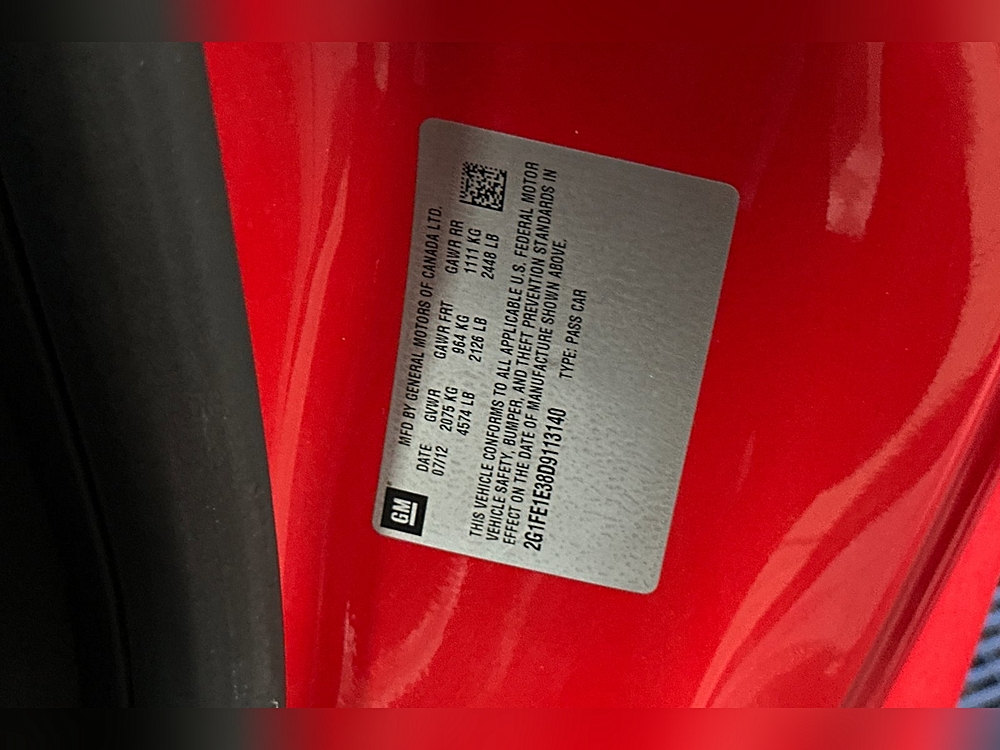 GM
MFD BY GENERAL MOTORS OF CANADA LTD.
DATE GVWR GAWR FRT GAWR RR
07/12 2075 KG 964 KG 1111 KG
4574 LB 2126 LB 2448 LB
THIS VEHICLE CONFORMS TO ALL APPLICABLE U.S. FEDERAL MOTOR
VEHICLE SAFETY, BUMPER, AND THEFT PREVENTION STANDARDS IN
EFFECT ON THE DATE OF MANUFACTURE SHOWN ABOVE.
2G1FE1E38D9113140 TYPE: PASS CAR